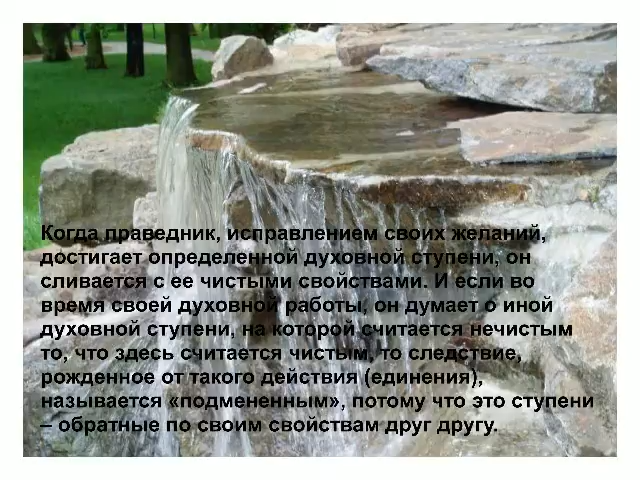 Когда праведник, исправлением своих желаний,
достигает определенной духовной ступени, он
сливается с ее чистыми свойствами. И если во
время своей духовной работы, он думает о иной
духовной ступени, на которой считается нечистым
то, что здесь считается чистым, то следствие,
рожденное от такого действия (единения),
называется «подмененным», потому что это ступени
– обратные по своим свойствам друг другу.